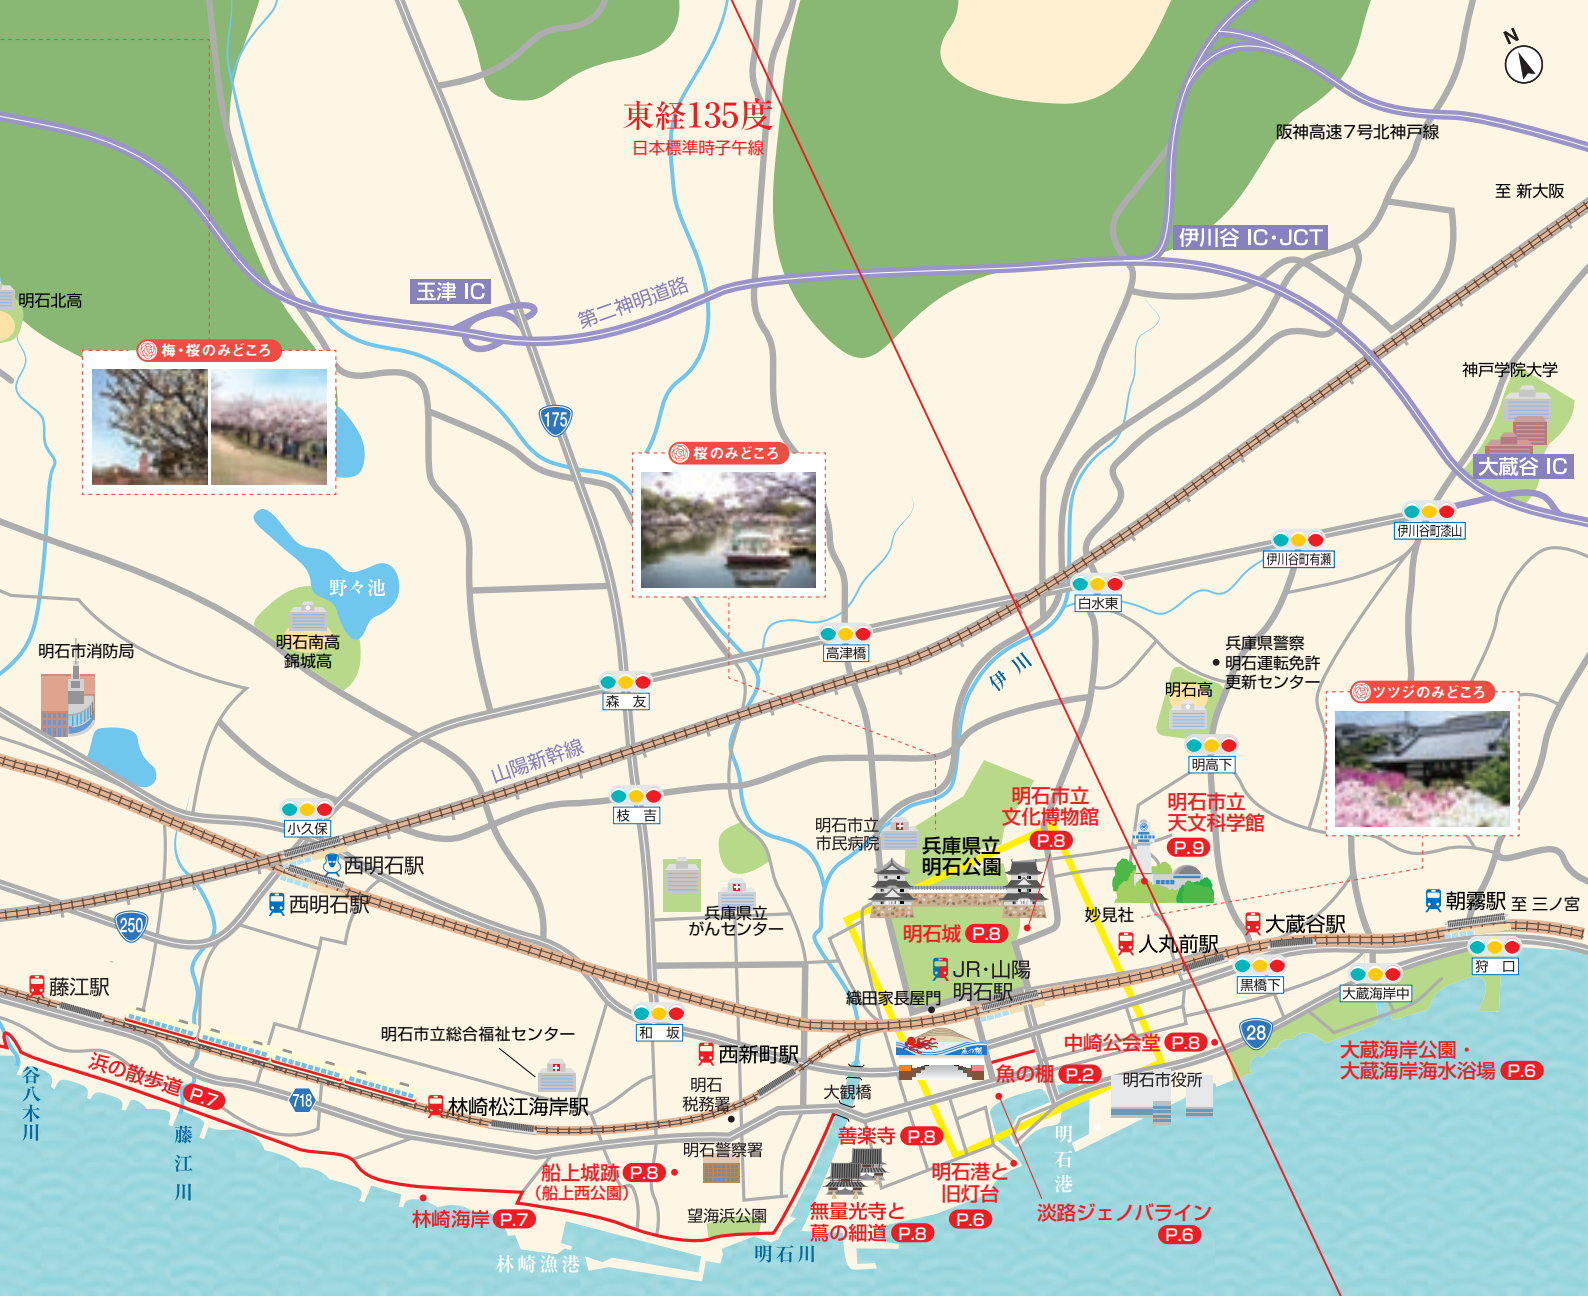 N
東経135度
日本標準時子午線
阪神高速7号北神戸線
至 新大阪
伊川谷 IC・JCT
玉津 IC
第二神明道路
明石北高
梅・桜のみどころ
神戸学院大学
175
桜のみどころ
大蔵谷 IC
伊川谷町漆山
伊川谷町有瀬
野々池
白水東
明石南高
錦城高
高津橋
明石市消防局
兵庫県警察
明石運転免許
更新センター
伊川
明石高
森 友
ツツジのみどころ
山陽新幹線
明高下
枝 吉
明石市立
文化博物館
P.8
明石市立
天文科学館
P.9
小久保
明石市立
市民病院
兵庫県立
明石公園
西明石駅
西明石駅
兵庫県立
がんセンター
250
妙見社
朝霧駅
至 三ノ宮
大蔵谷駅
明石城 P.8
人丸前駅
狩 口
JR・山陽
明石駅
黒橋下
大蔵海岸中
藤江駅
織田家長屋門
和 坂
明石市立総合福祉センター
28
中崎公会堂 P.8
西新町駅
魚の棚 P.2
明石市役所
大蔵海岸公園・
大蔵海岸海水浴場 P.6
浜の散歩道 P.7
谷八木川
718
林崎松江海岸駅
明石
税務署
大観橋
藤江川
明石警察署
善楽寺 P.8
明石港
船上城跡 P.8
（船上西公園）
明石港と
旧灯台
P.6
林崎海岸 P.7
望海浜公園
無量光寺と
蔦の細道 P.8
淡路ジェノバライン
P.6
林崎漁港
明石川